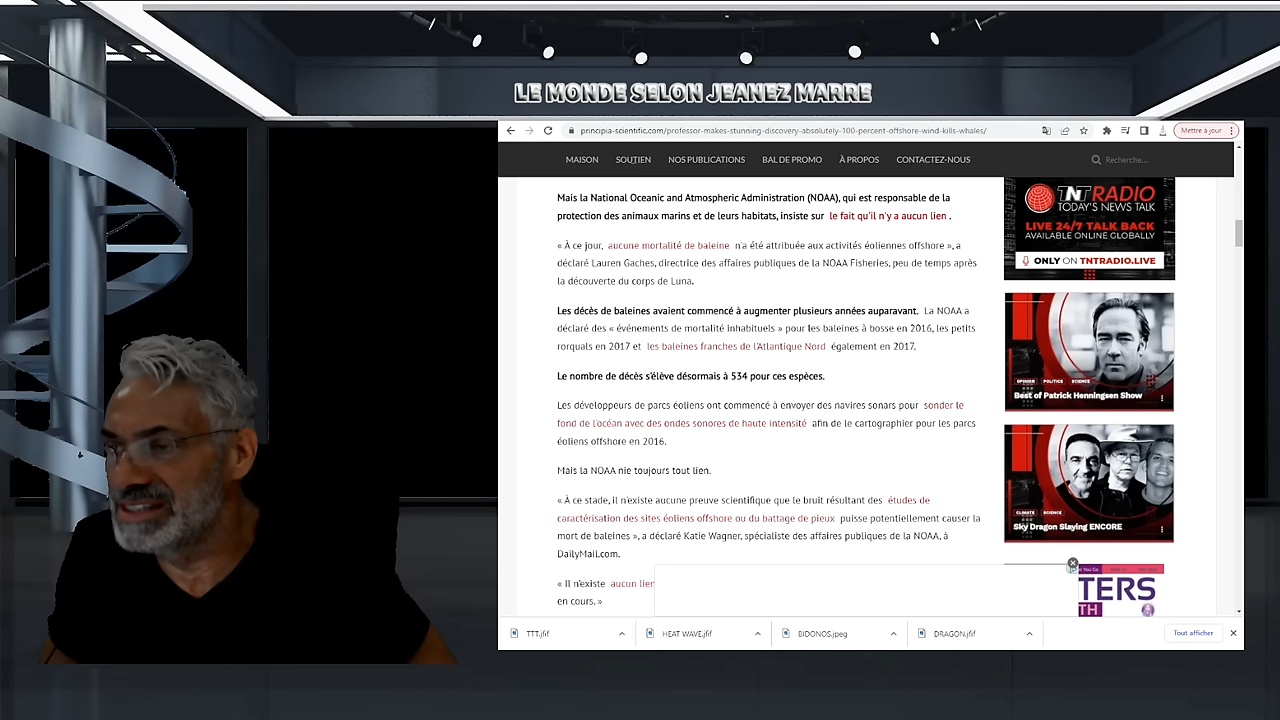 LE MONDE SELON JEANEZ MARRE
principia-scientific.com/professor-makes-stunning-discovery-absolutely-100-percent-offshore-wind-kills-whales/
Mettre à jour
MAISON SOUTIEN NOS PUBLICATIONS BAL DE PROMO À PROPOS CONTACTEZ-NOUS Recherche...
Mais la National Oceanic and Atmospheric Administration (NOAA), qui est responsable de la
protection des animaux marins et de leurs habitats, insiste sur le fait qu'il n'y a aucun lien .
« À ce jour, aucune mortalité de baleine n'a été attribuée aux activités éoliennes offshore », a
déclaré Lauren Gaches, directrice des affaires publiques de la NOAA Fisheries, peu de temps après
la découverte du corps de Luna.
Les décès de baleines avaient commencé à augmenter plusieurs années auparavant. La NOAA a
déclaré des « événements de mortalité inhabituels » pour les baleines à bosse en 2016, les petits
rorquals en 2017 et les baleines franches de l'Atlantique Nord également en 2017.
Le nombre de décès s'élève désormais à 534 pour ces espèces.
Les développeurs de parcs éoliens ont commencé à envoyer des navires sonars pour sonder le
fond de l'océan avec des ondes sonores de haute intensité afin de le cartographier pour les parcs
éoliens offshore en 2016.
Mais la NOAA nie toujours tout lien.
« À ce stade, il n'existe aucune preuve scientifique que le bruit résultant des études de
caractérisation des sites éoliens offshore ou du battage de pieux puisse potentiellement causer la
mort de baleines », a déclaré Katie Wagner, spécialiste des affaires publiques de la NOAA, à
DailyMail.com.
« Il n'existe aucun lien
en cours. »
TNT RADIO
TODAY'S NEWS TALK
LIVE 24/7 TALK BACK
AVAILABLE ONLINE GLOBALLY
ONLY ON TNTRADIO.LIVE
OPINION POLITICS SCIENCE
Best of Patrick Henningsen Show
CLIMATE SCIENCE
Sky Dragon Slaying ENCORE
TERS
TH
TTT.jfif HEAT WAVE.jfif BIDONOS.jpeg DRAGON.jfif Tout afficher